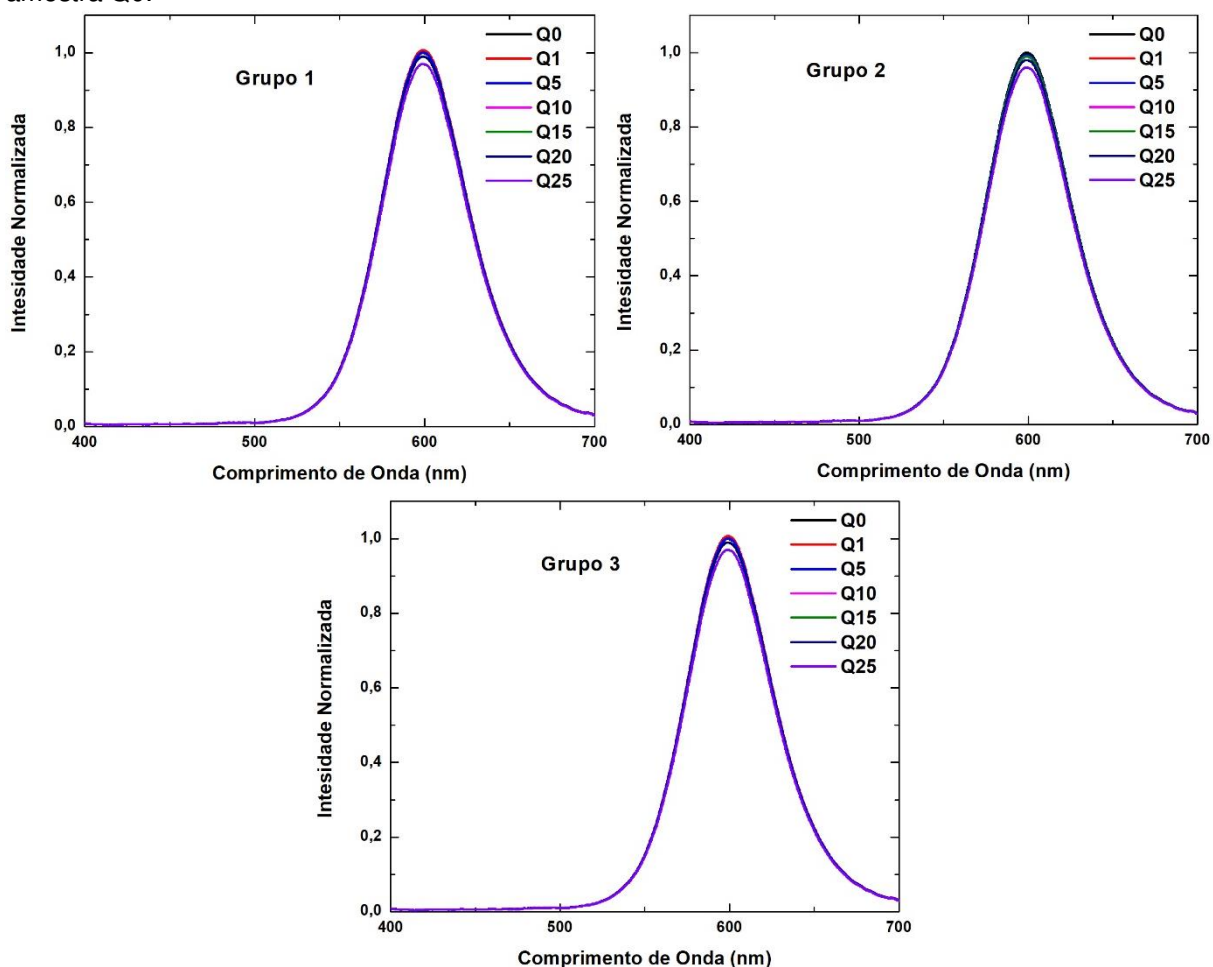 amostra Q0.
Grupo 1
Q0
Q1
Q5
Q10
Q15
Q20
Q25
1,0
0,8
0,6
0,4
0,2
0,0
400
500
600
700
Intesidade Normalizada
Comprimento de Onda (nm)
Grupo 2
Q0
Q1
Q5
Q10
Q15
Q20
Q25
1,0
0,8
0,6
0,4
0,2
0,0
400
500
600
700
Intesidade Normalizada
Comprimento de Onda (nm)
Grupo 3
Q0
Q1
Q5
Q10
Q15
Q20
Q25
1,0
0,8
0,6
0,4
0,2
0,0
400
500
600
700
Intesidade Normalizada
Comprimento de Onda (nm)